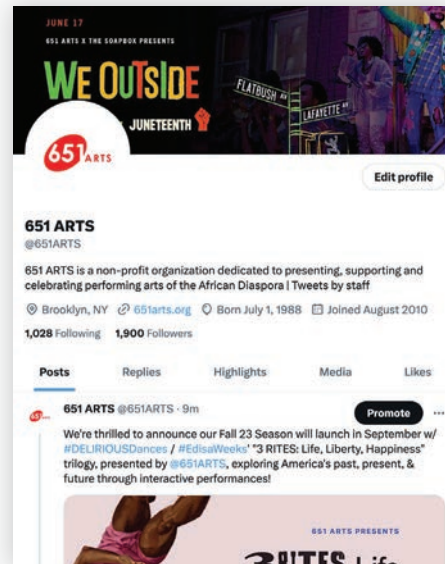 JUNE 17
651 ARTS X THE SOAPBOX PRESENTS
WE OUTSIDE
FLATBUSH AV
LAFAYETTE AV
JUNETEENTH
651 ARTS
Edit profile
651 ARTS
@651ARTS
651 ARTS is a non-profit organization dedicated to presenting, supporting and
celebrating performing arts of the African Diaspora | Tweets by staff
Brooklyn, NY 651arts.org Born July 1, 1988 Joined August 2010
1,028 Following 1,900 Followers
Posts Replies Highlights Media Likes
651 ARTS @651ARTS · 9m Promote ...
We're thrilled to announce our Fall 23 Season will launch in September w/
#DELIRIOUSDances / #EdisaWeeks' "3 RITES: Life, Liberty, Happiness"
trilogy, presented by @651ARTS, exploring America's past, present, &
future through interactive performances!
651 ARTS PRESENTS
3 RITES Life